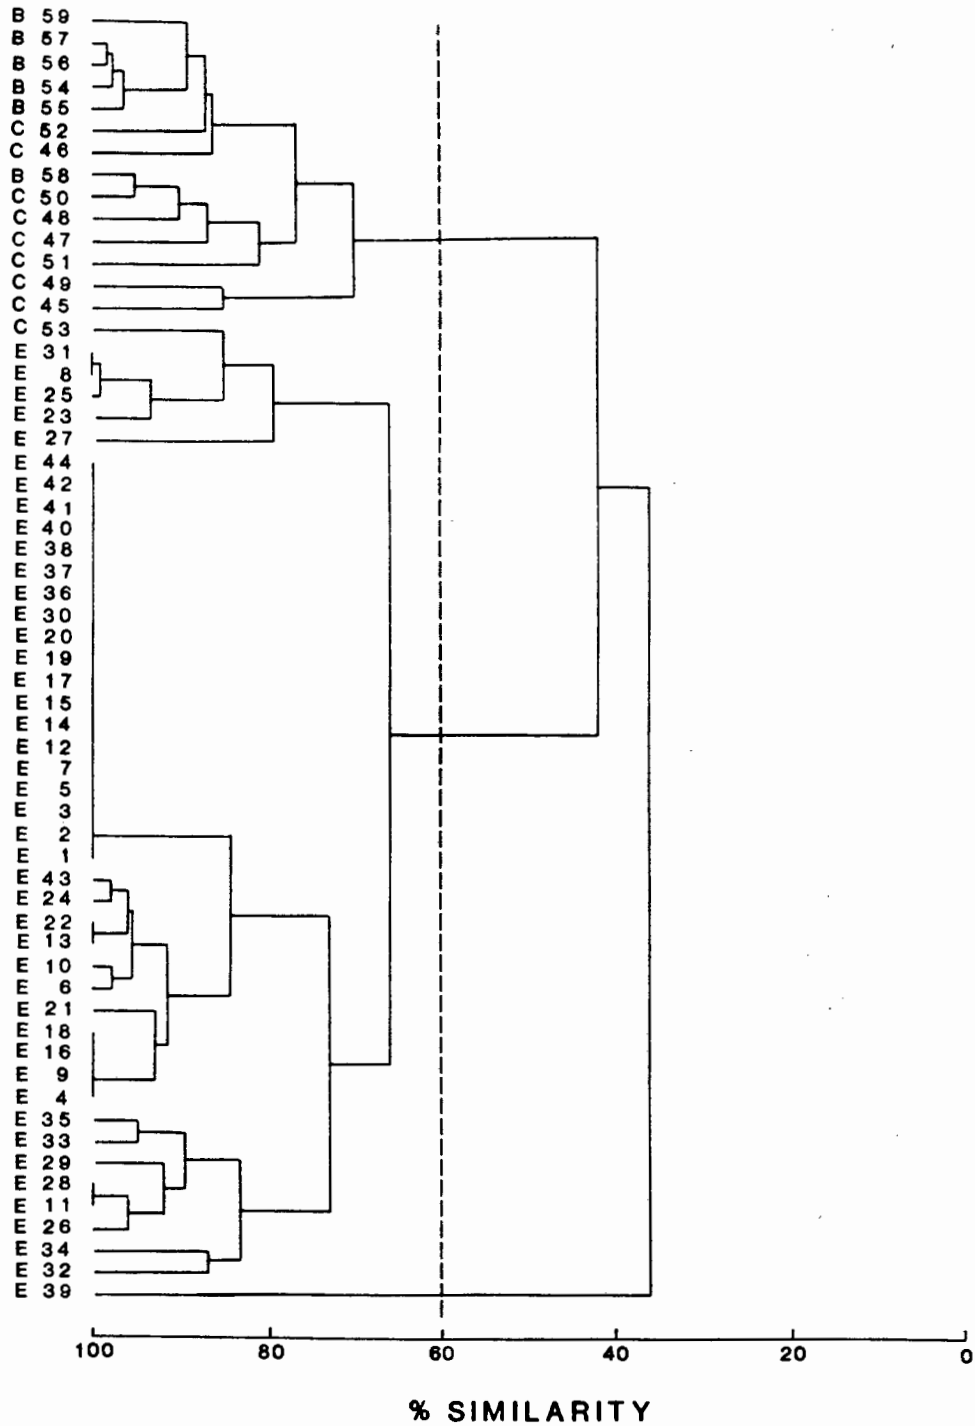 B 59
B 57
B 56
B 54
B 55
C 52
C 46
B 58
C 50
C 48
C 47
C 51
C 49
C 45
C 53
E 31
E 8
E 25
E 23
E 27
E 44
E 42
E 41
E 40
E 38
E 37
E 36
E 30
E 20
E 19
E 17
E 15
E 14
E 12
E 7
E 5
E 3
E 2
E 1
E 43
E 24
E 22
E 13
E 10
E 6
E 21
E 18
E 16
E 9
E 4
E 35
E 33
E 29
E 28
E 11
E 26
E 34
E 32
E 39
100 80 60 40 20 0
% SIMILARITY